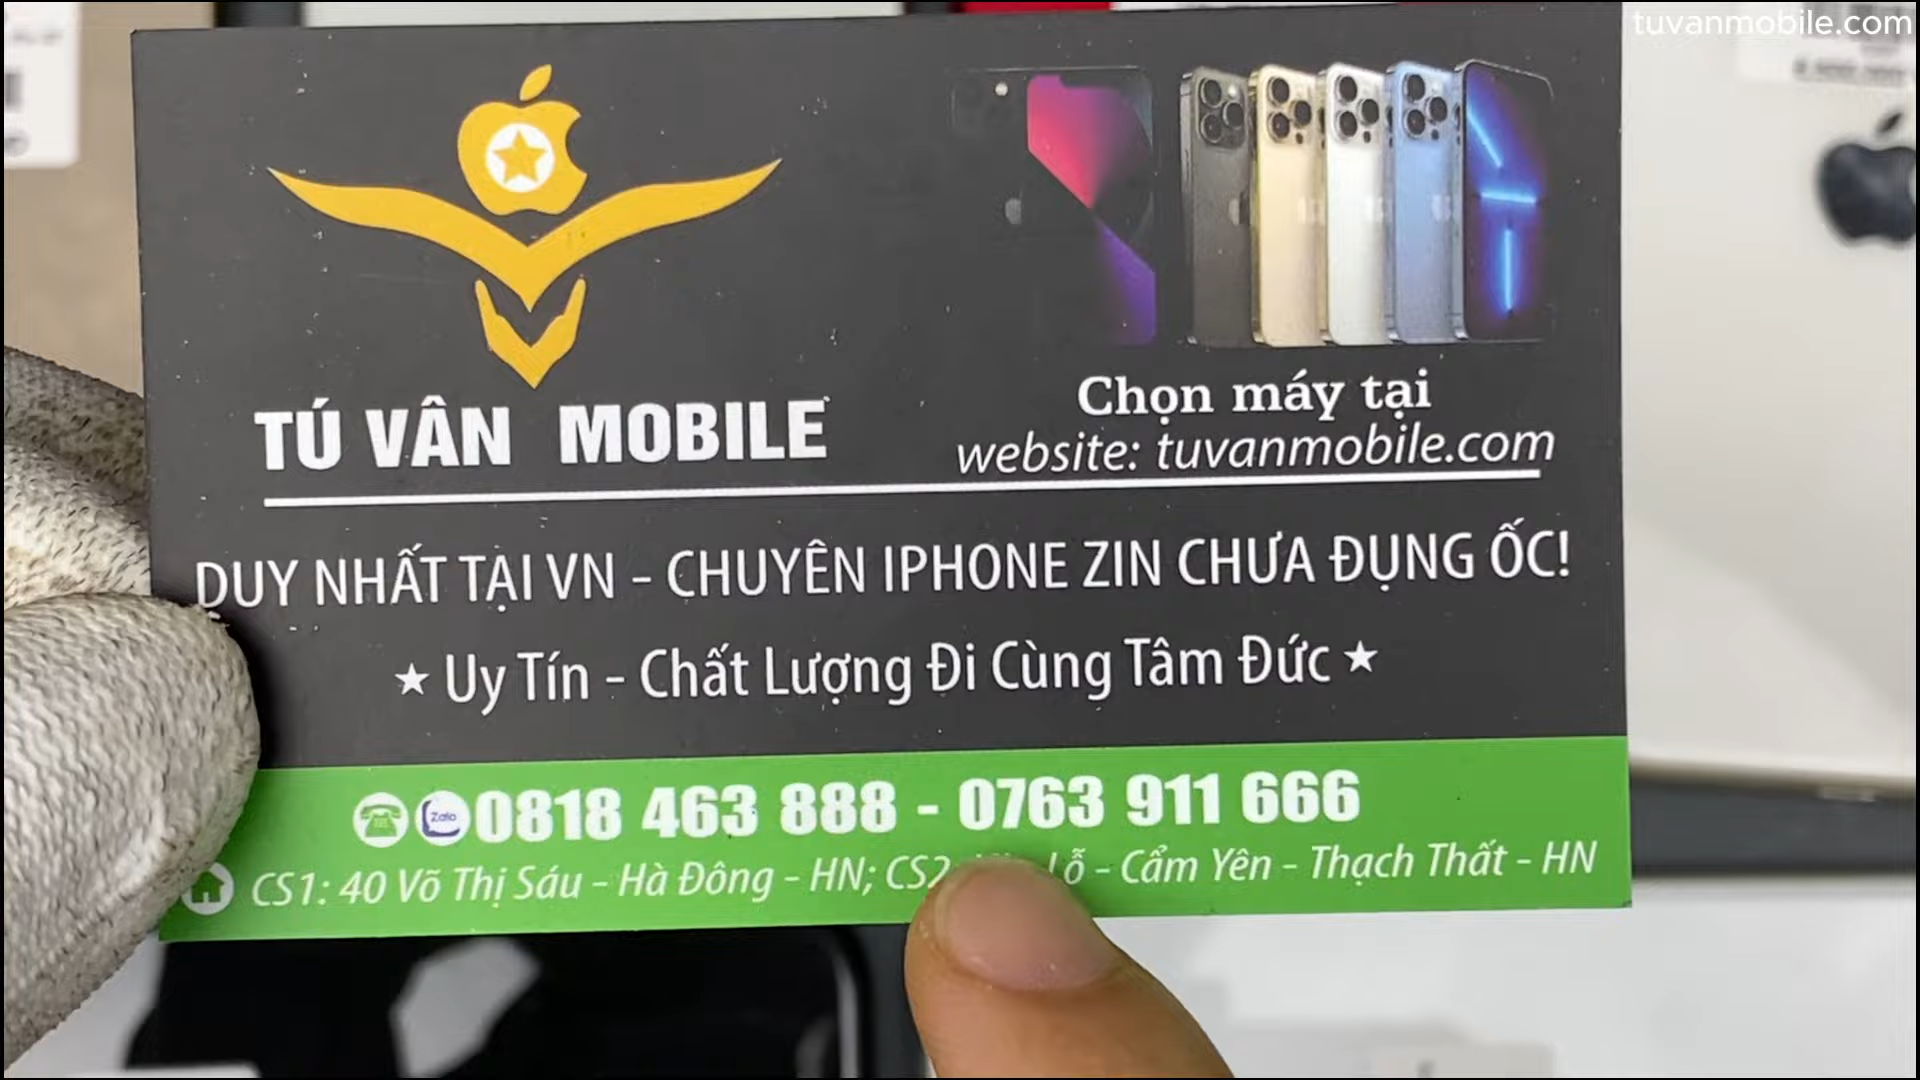 tuvanmobile.com
TÚ VÂN MOBILE
Chọn máy tại
website: tuvanmobile.com
DUY NHẤT TẠI VN - CHUYÊN IPHONE ZIN CHƯA ĐỤNG ỐC!
★ Uy Tín - Chất Lượng Đi Cùng Tâm Đức ★
Zalo 0818 463 888 - 0763 911 666
CS1: 40 Võ Thị Sáu - Hà Đông - HN; CS2 Lỗ - Cẩm Yên - Thạch Thất - HN